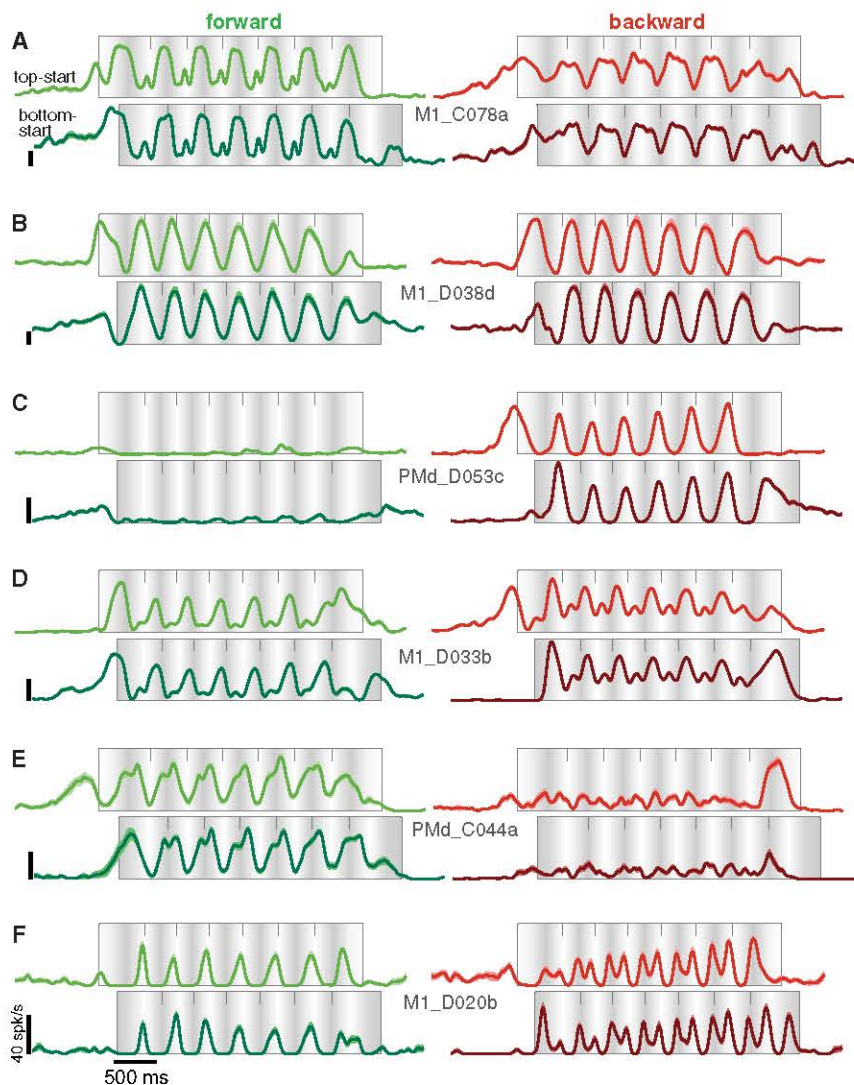 forward backward
A
top-start
bottom-
start
M1_C078a
B
M1_D038d
C
PMd_D053c
D
M1_D033b
E
PMd_C044a
F
M1_D020b
40 spk/s
500 ms